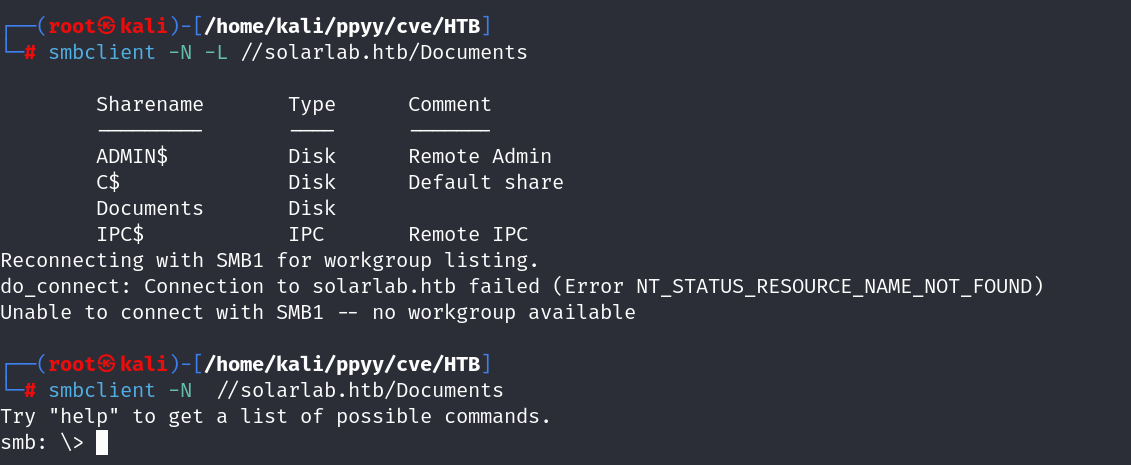 ┌──(root㉿kali)-[/home/kali/ppyy/cve/HTB]
└─# smbclient -N -L //solarlab.htb/Documents
Sharename Type Comment
--------- ---- -------
ADMIN$ Disk Remote Admin
C$ Disk Default share
Documents Disk
IPC$ IPC Remote IPC
Reconnecting with SMB1 for workgroup listing.
do_connect: Connection to solarlab.htb failed (Error NT_STATUS_RESOURCE_NAME_NOT_FOUND)
Unable to connect with SMB1 -- no workgroup available
┌──(root㉿kali)-[/home/kali/ppyy/cve/HTB]
└─# smbclient -N  //solarlab.htb/Documents
Try "help" to get a list of possible commands.
smb: \>